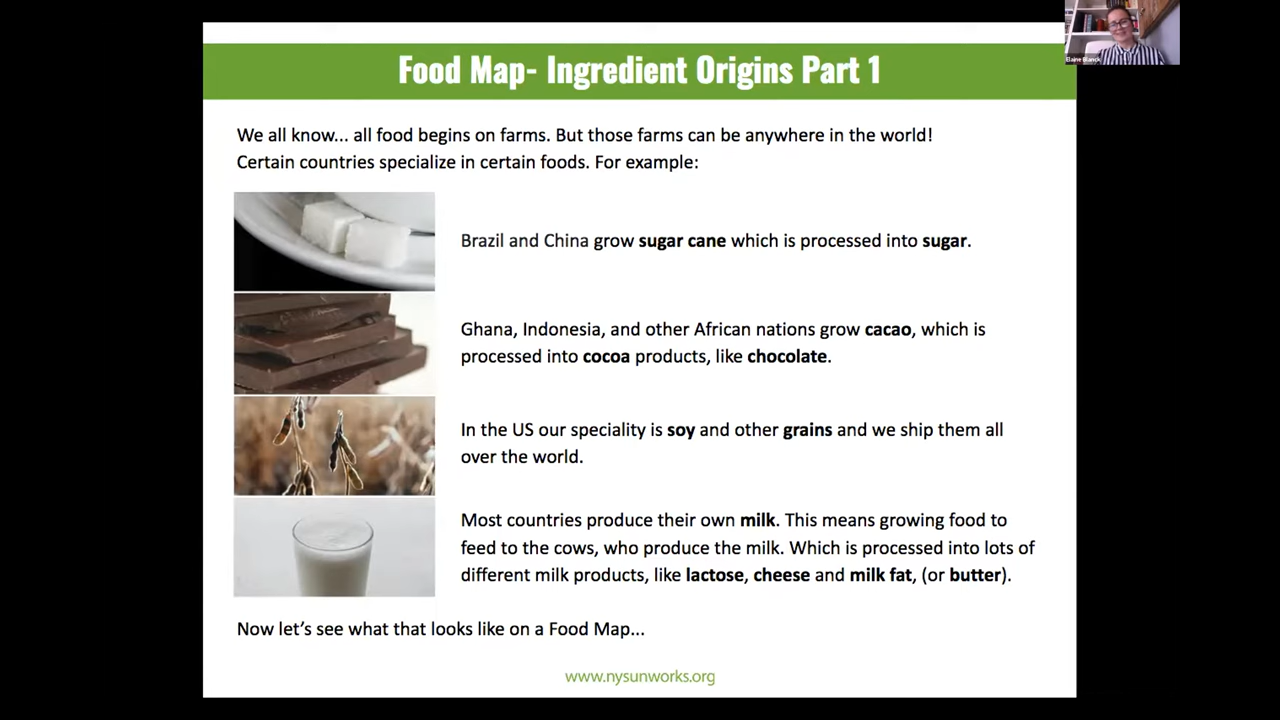 Elaine Blanck
Food Map- Ingredient Origins Part 1
We all know... all food begins on farms. But those farms can be anywhere in the world!
Certain countries specialize in certain foods. For example:
Brazil and China grow sugar cane which is processed into sugar.
Ghana, Indonesia, and other African nations grow cacao, which is
processed into cocoa products, like chocolate.
In the US our speciality is soy and other grains and we ship them all
over the world.
Most countries produce their own milk. This means growing food to
feed to the cows, who produce the milk. Which is processed into lots of
different milk products, like lactose, cheese and milk fat, (or butter).
Now let’s see what that looks like on a Food Map...
www.nysunworks.org